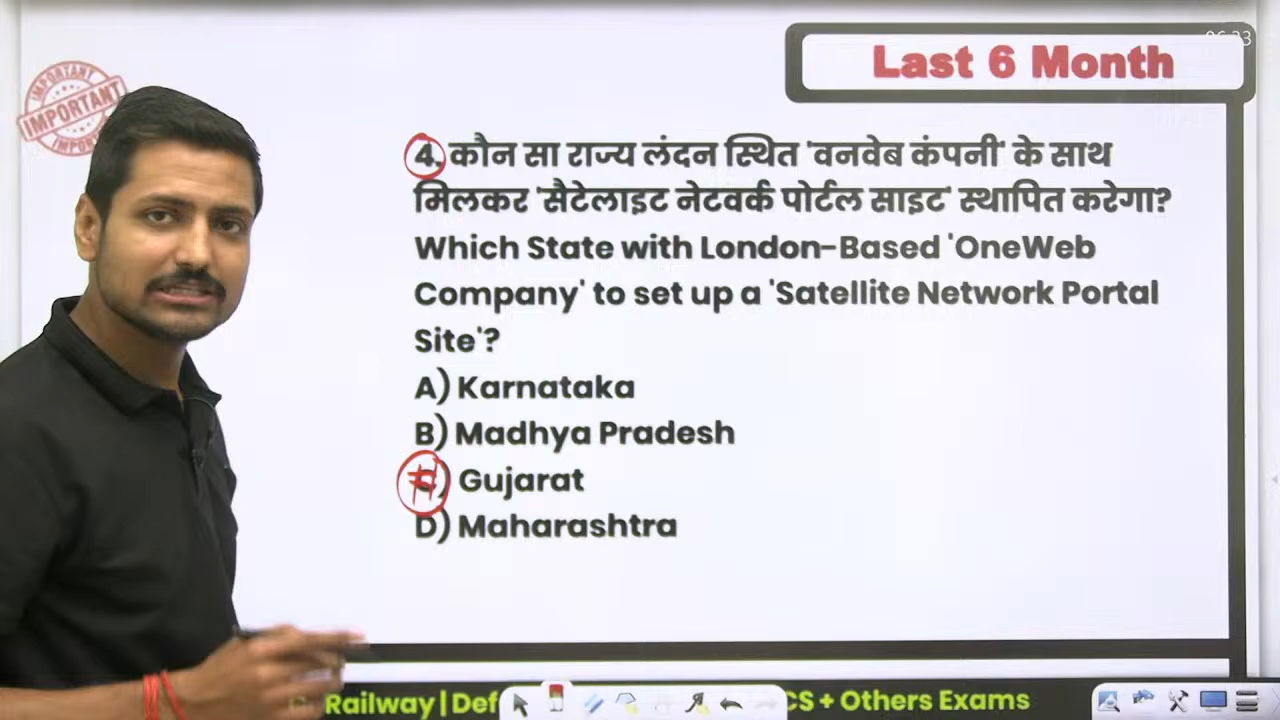 Last 6 Month
IMPORTANT
IMPORTANT
4. कौन सा राज्य लंदन स्थित 'वनवेब कंपनी' के साथ
मिलकर 'सैटेलाइट नेटवर्क पोर्टल साइट' स्थापित करेगा?
Which State with London-Based 'OneWeb
Company' to set up a 'Satellite Network Portal
Site'?
A) Karnataka
B) Madhya Pradesh
C) Gujarat
D) Maharashtra
Railway | Def
CS + Others Exams